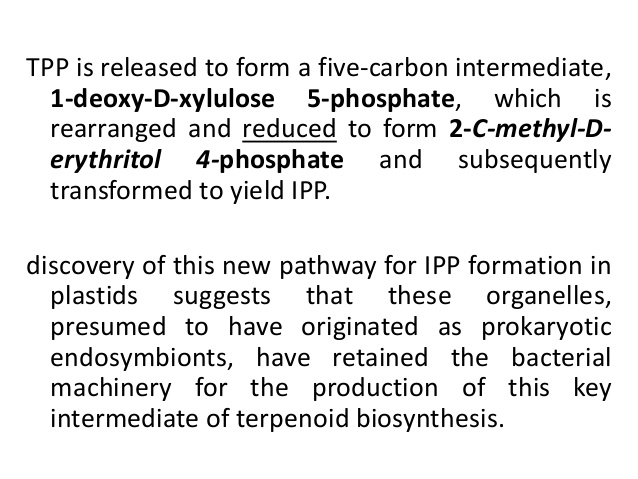 TPP is released to form a five-carbon intermediate,
1-deoxy-D-xylulose 5-phosphate, which is
rearranged and reduced to form 2-C-methyl-D-
erythritol 4-phosphate and subsequently
transformed to yield IPP.
discovery of this new pathway for IPP formation in
plastids suggests that these organelles,
presumed to have originated as prokaryotic
endosymbionts, have retained the bacterial
machinery for the production of this key
intermediate of terpenoid biosynthesis.